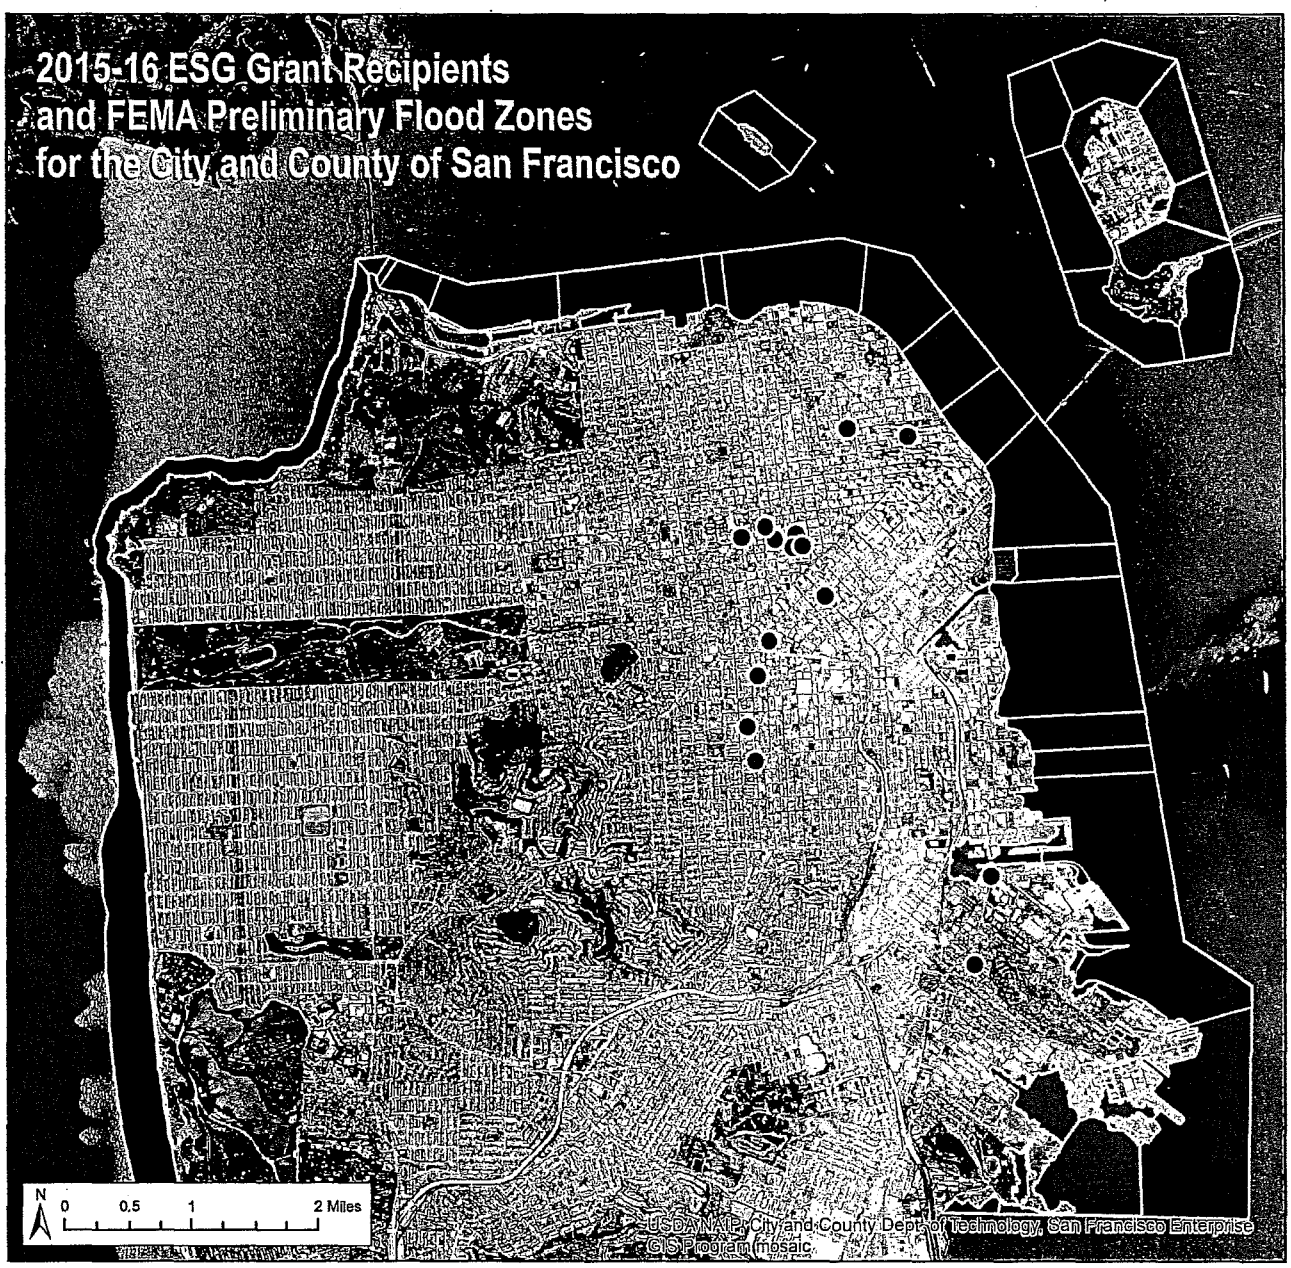 2015-16 ESG Grant Recipients
and FEMA Preliminary Flood Zones
for the City and County of San Francisco
N
0 0.5 1 2 Miles
USDA NAIP, City and County Dept. of Technology, San Francisco Enterprise
GIS Program mosaic